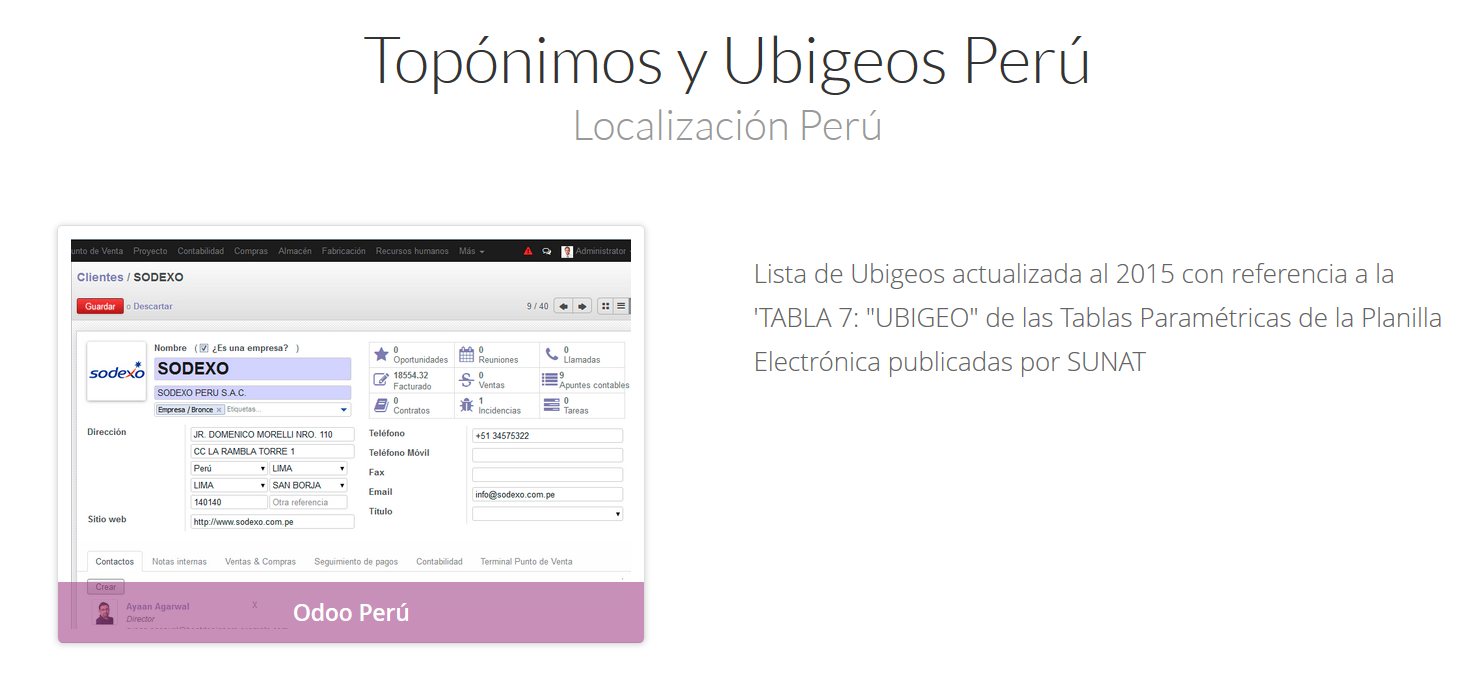 Topónimos y Ubigeos Perú
Localización Perú
unto de Venta Proyecto Contabilidad Compras Almacén Fabricación Recursos humanos Más Administrator
Clientes / SODEXO
Guardar o Descartar 9 / 40
Nombre ( ¿Es una empresa? )
sodexo
SODEXO
SODEXO PERU S.A.C.
Empresa / Bronce × Etiquetas...
0 Oportunidades
0 Reuniones
0 Llamadas
18554.32 Facturado
0 Ventas
9 Apuntes contables
0 Contratos
1 Incidencias
0 Tareas
Dirección
JR. DOMENICO MORELLI NRO. 110
CC LA RAMBLA TORRE 1
Perú LIMA
LIMA SAN BORJA
140140 Otra referencia
Sitio web http://www.sodexo.com.pe
Teléfono +51 34575322
Teléfono Móvil
Fax
Email info@sodexo.com.pe
Título
Contactos Notas internas Ventas & Compras Seguimiento de pagos Contabilidad Terminal Punto de Venta
Crear
Ayaan Agarwal X
Director
Odoo Perú
Lista de Ubigeos actualizada al 2015 con referencia a la
'TABLA 7: "UBIGEO" de las Tablas Paramétricas de la Planilla
Electrónica publicadas por SUNAT